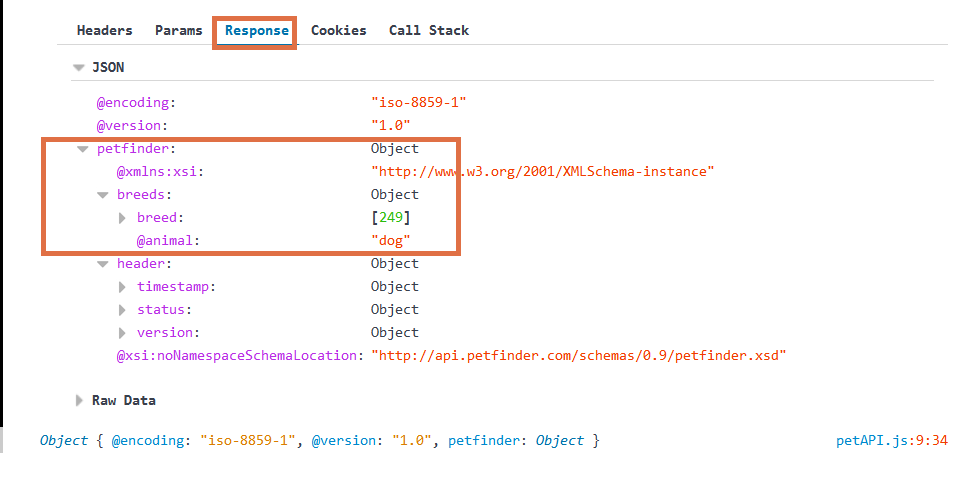 Headers Params Response Cookies Call Stack
JSON
@encoding: "iso-8859-1"
@version: "1.0"
petfinder: Object
@xmlns:xsi: "http://www.w3.org/2001/XMLSchema-instance"
breeds: Object
breed: [249]
@animal: "dog"
header: Object
timestamp: Object
status: Object
version: Object
@xsi:noNamespaceSchemaLocation: "http://api.petfinder.com/schemas/0.9/petfinder.xsd"
Raw Data
Object { @encoding: "iso-8859-1", @version: "1.0", petfinder: Object } petAPI.js:9:34